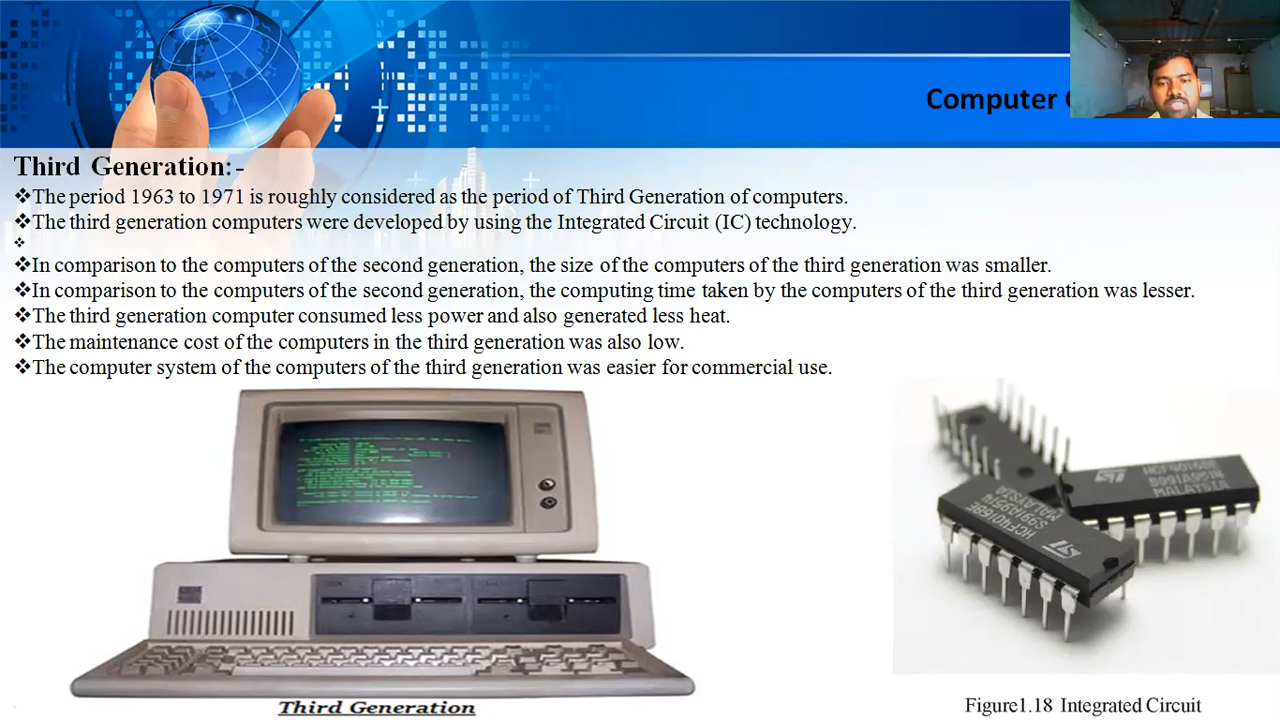 Computer
Third Generation:-
❖The period 1963 to 1971 is roughly considered as the period of Third Generation of computers.
❖The third generation computers were developed by using the Integrated Circuit (IC) technology.
❖
❖In comparison to the computers of the second generation, the size of the computers of the third generation was smaller.
❖In comparison to the computers of the second generation, the computing time taken by the computers of the third generation was lesser.
❖The third generation computer consumed less power and also generated less heat.
❖The maintenance cost of the computers in the third generation was also low.
❖The computer system of the computers of the third generation was easier for commercial use.
HCF4016BE
S99IA9514
MALAYSIA
HCF4016BE
MALAYSIA
Third Generation
Figure1.18 Integrated Circuit